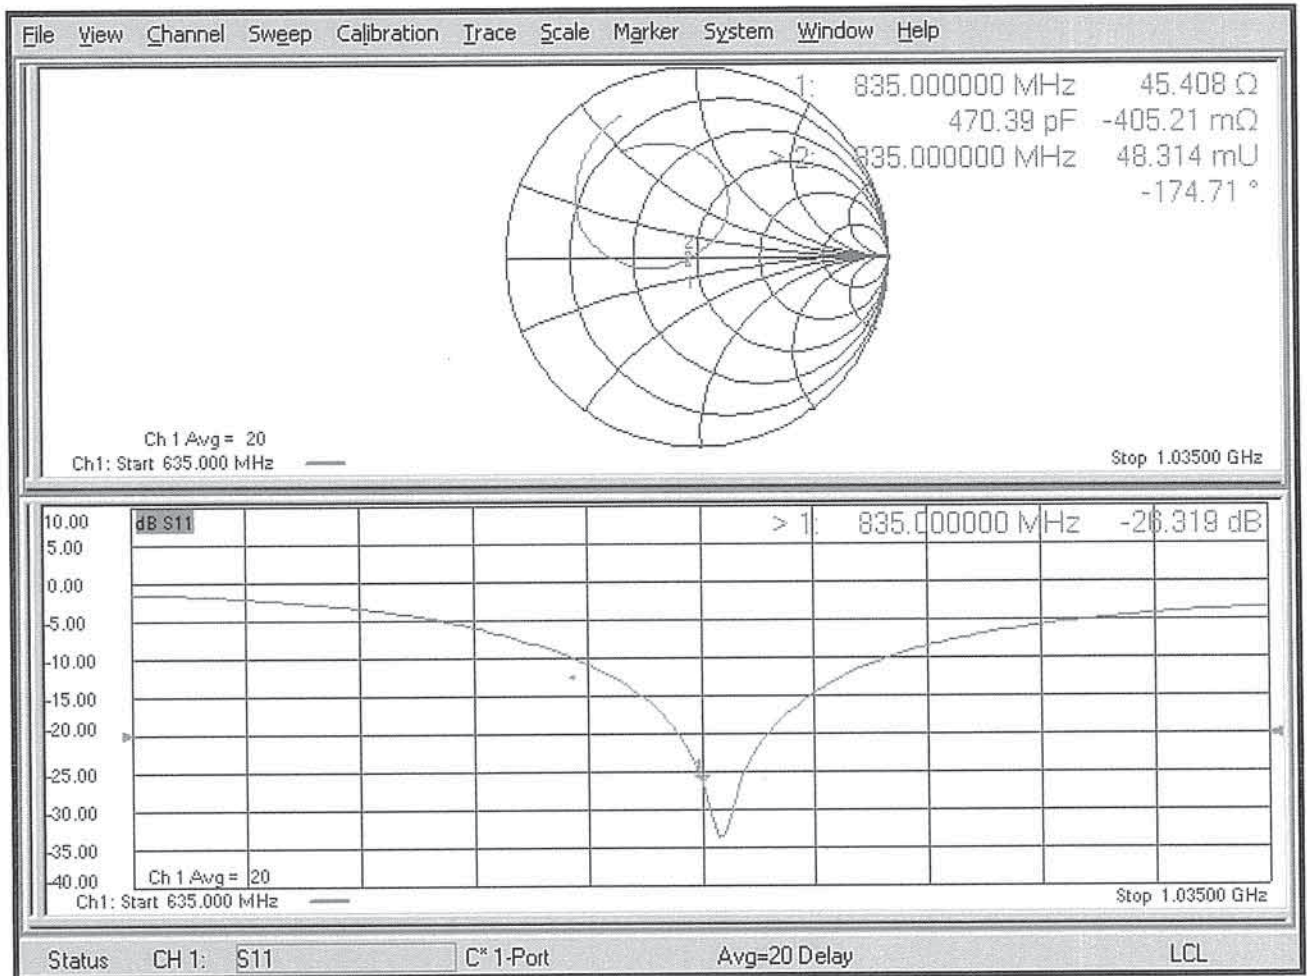 File View Channel Sweep Calibration Trace Scale Marker System Window Help
1: 835.000000 MHz 45.408 Ω
470.39 pF -405.21 mΩ
> 2: 835.000000 MHz 48.314 mU
-174.71 °
2
1
Ch 1 Avg = 20
Ch1: Start 635.000 MHz
Stop 1.03500 GHz
10.00 dB S11 > 1: 835.000000 MHz -26.319 dB
5.00
0.00
-5.00
-10.00
-15.00
-20.00
-25.00
1
-30.00
-35.00
-40.00
Ch 1 Avg = 20
Ch1: Start 635.000 MHz
Stop 1.03500 GHz
Status CH 1: S11 C* 1-Port Avg=20 Delay LCL